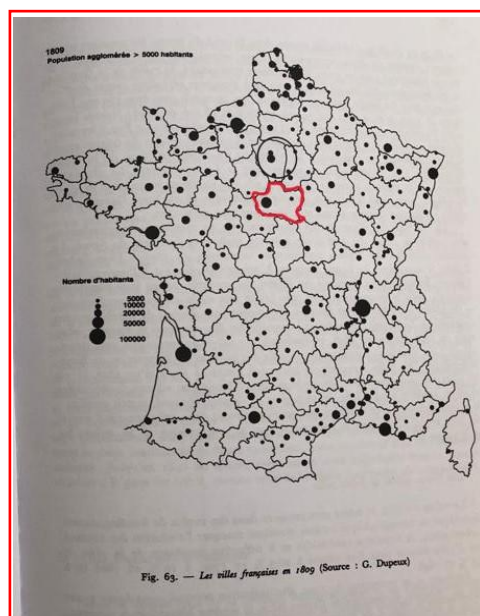 1809
Population agglomérée > 5000 habitants
Nombre d'habitants
5000
10000
20000
50000
100000
Fig. 63. — Les villes françaises en 1809 (Source : G. Dupeux)